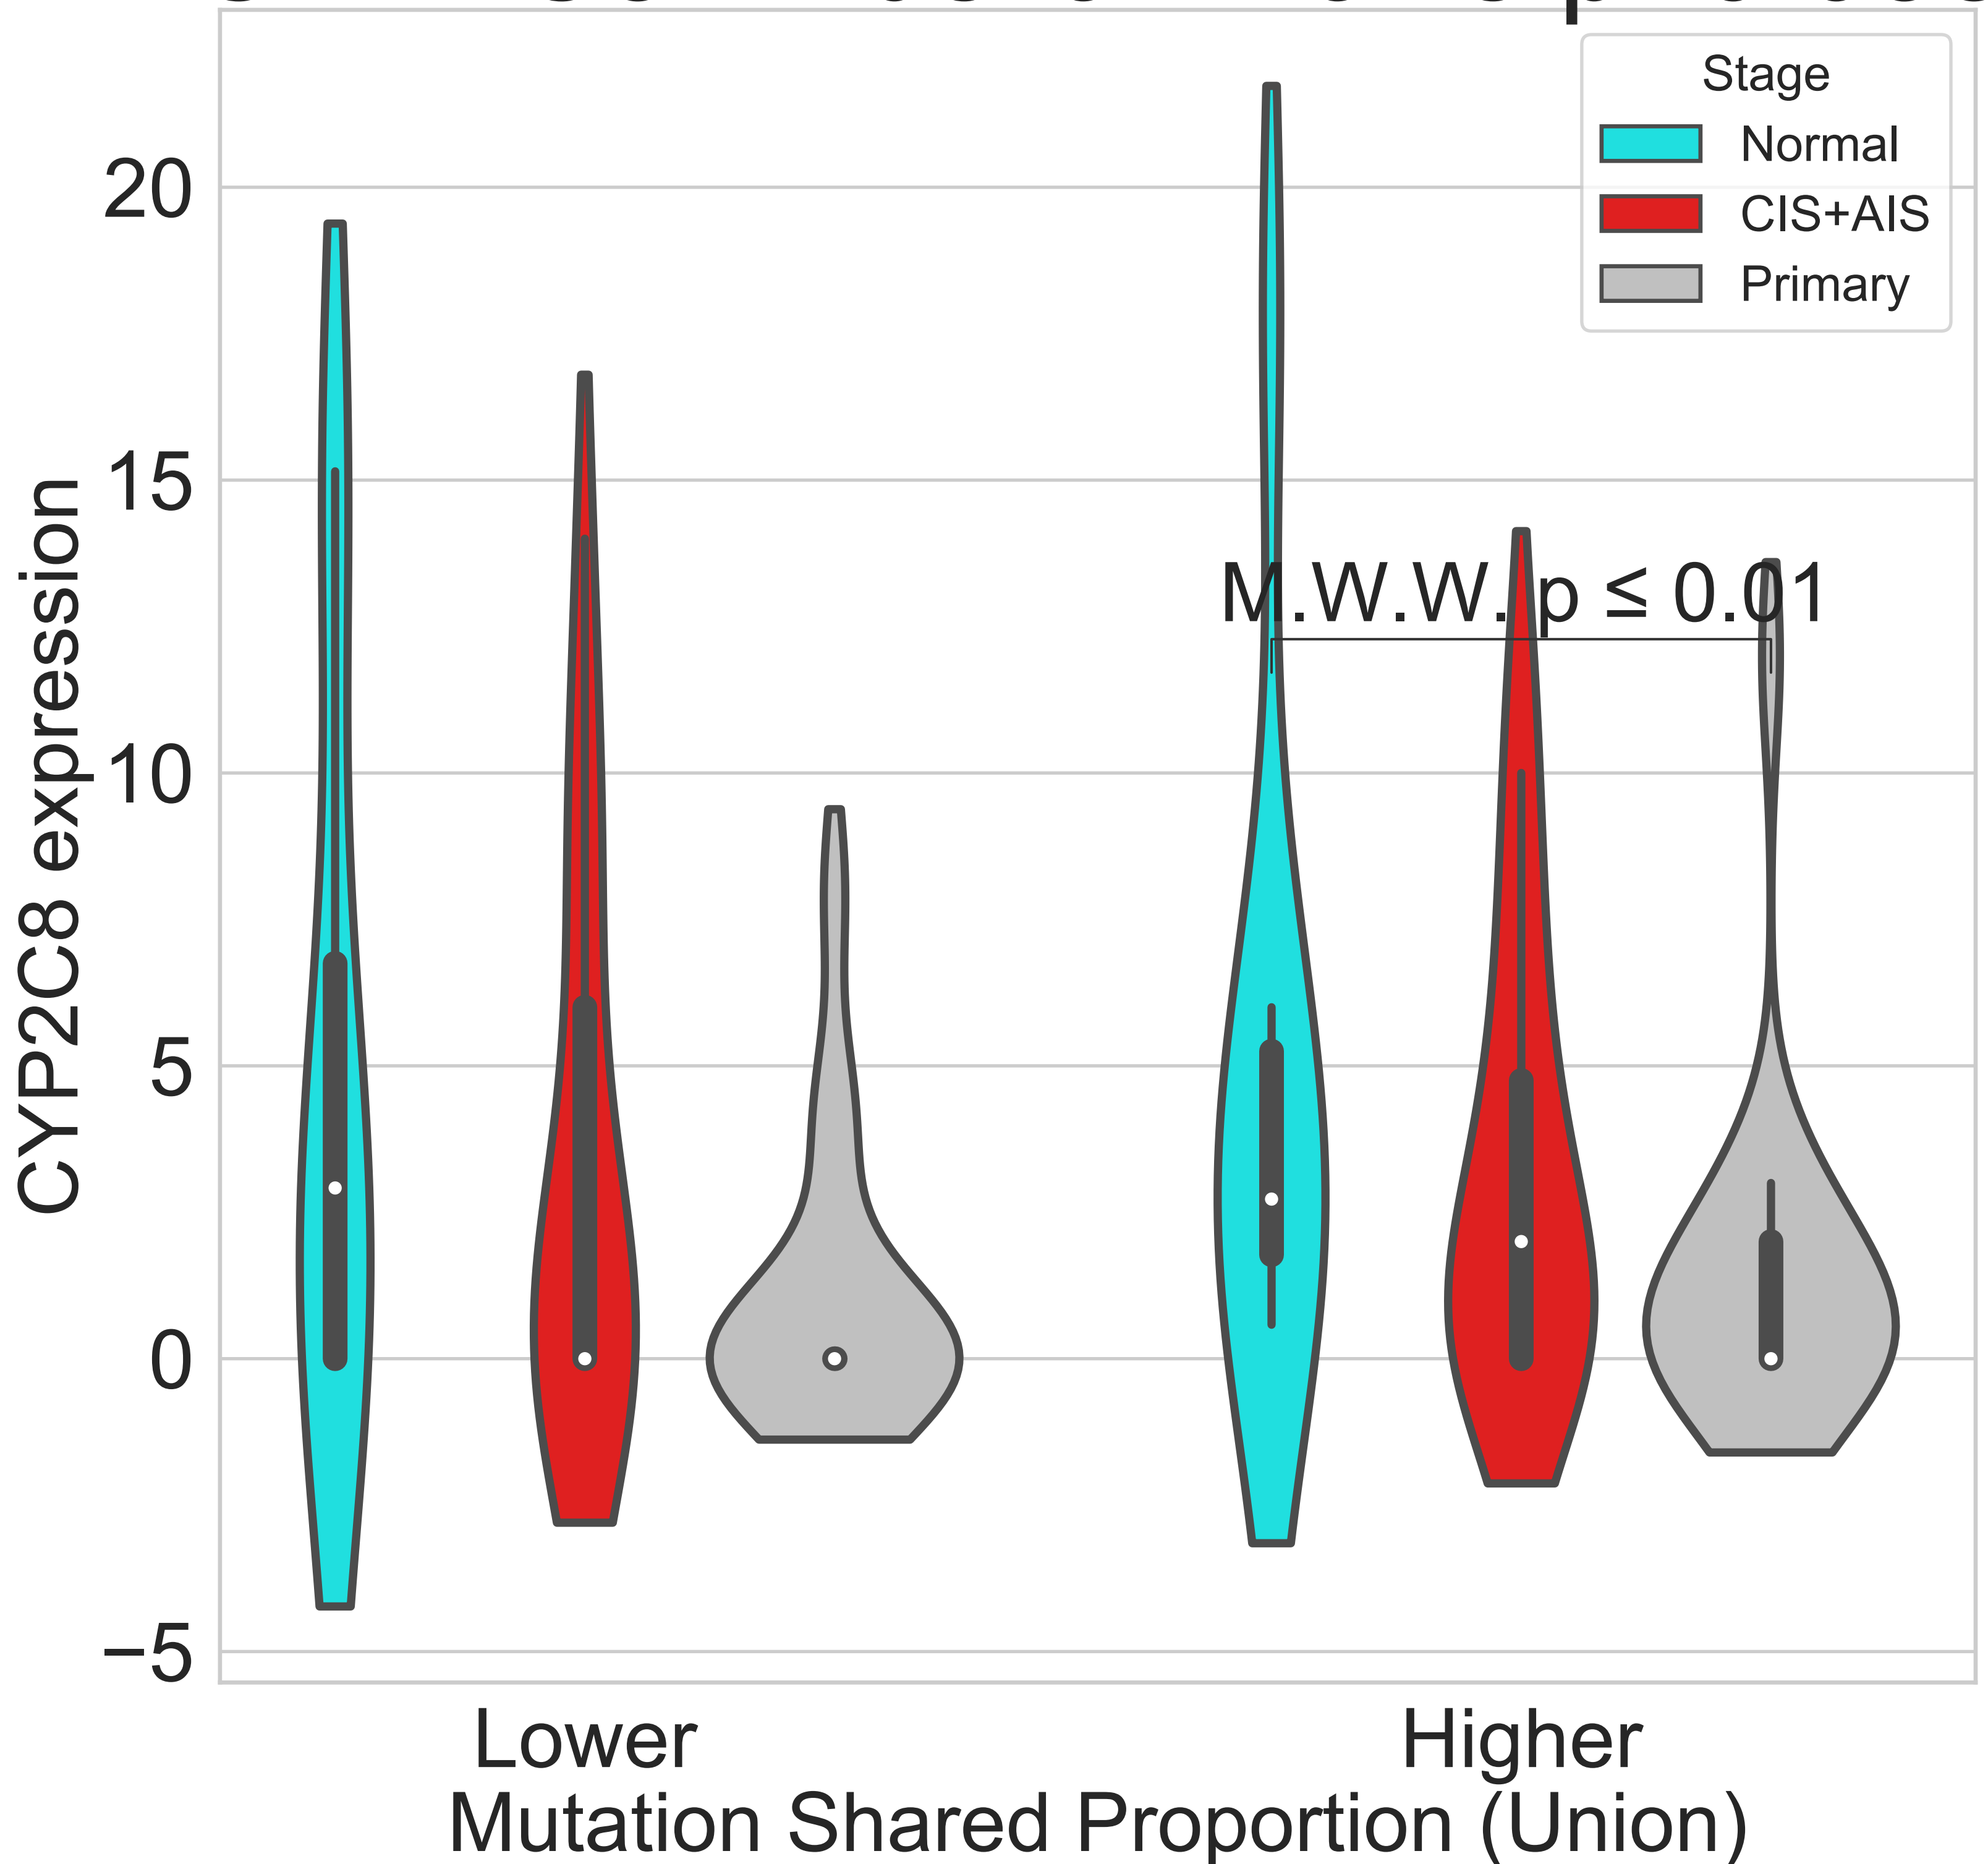 Stage
Normal
CIS+AIS
Primary
20
15
10
5
0
−5
CYP2C8 expression
M.W.W. p ≤ 0.01
Lower
Higher
Mutation Shared Proportion (Union)